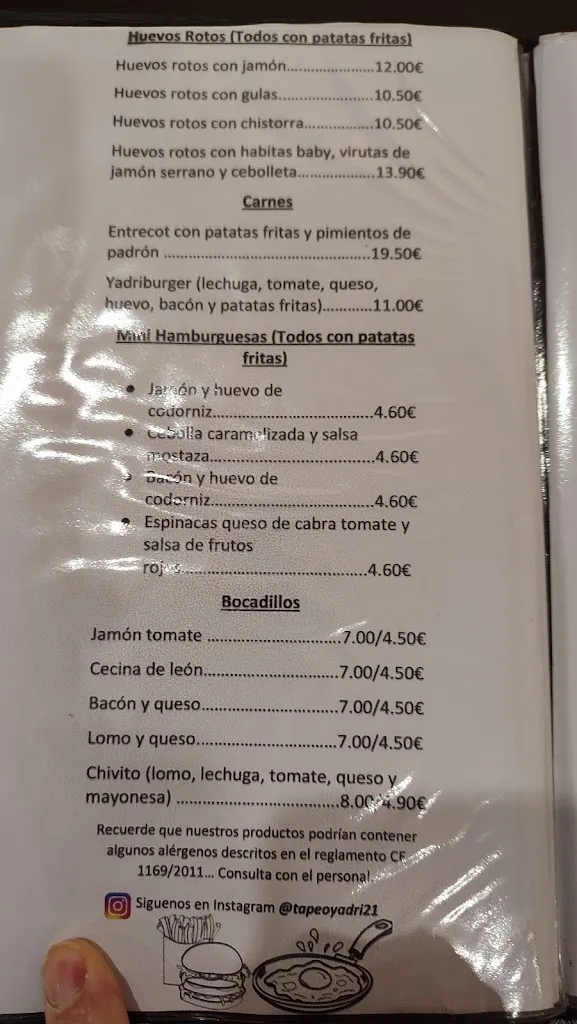 Huevos Rotos (Todos con patatas fritas)
Huevos rotos con jamón......................12.00€
Huevos rotos con gulas........................10.50€
Huevos rotos con chistorra.................10.50€
Huevos rotos con habitas baby, virutas de
jamón serrano y cebolleta...................13.90€
Carnes
Entrecot con patatas fritas y pimientos de
padrón ....................................................19.50€
Yadriburger (lechuga, tomate, queso,
huevo, bacón y patatas fritas)............11.00€
Mini Hamburguesas (Todos con patatas
fritas)
• Jamón y huevo de
codorniz.......................................4.60€
• Cebolla caramelizada y salsa
mostaza........................................4.60€
• Bacón y huevo de
codorniz.......................................4.60€
• Espinacas queso de cabra tomate y
salsa de frutos
rojos............................................4.60€
Bocadillos
Jamón tomate .................................7.00/4.50€
Cecina de león.................................7.00/4.50€
Bacón y queso.................................7.00/4.50€
Lomo y queso..................................7.00/4.50€
Chivito (lomo, lechuga, tomate, queso y
mayonesa) ........................................8.00/4.90€
Recuerde que nuestros productos podrían contener
algunos alérgenos descritos en el reglamento CE
1169/2011... Consulta con el personal.
Siguenos en Instagram @tapeoyadri21